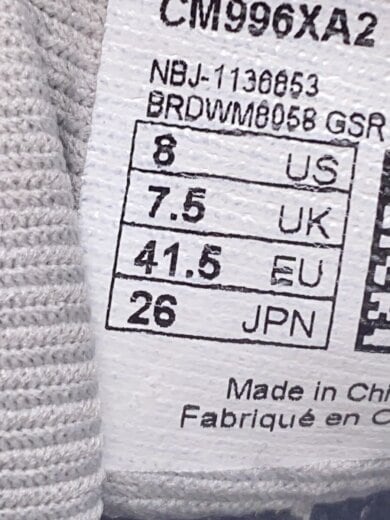 CM996XA2
NBJ-1136853
BRDWM8058 GSR
8 US
7.5 UK
41.5 EU
26 JPN
Made in
Fabriqué en